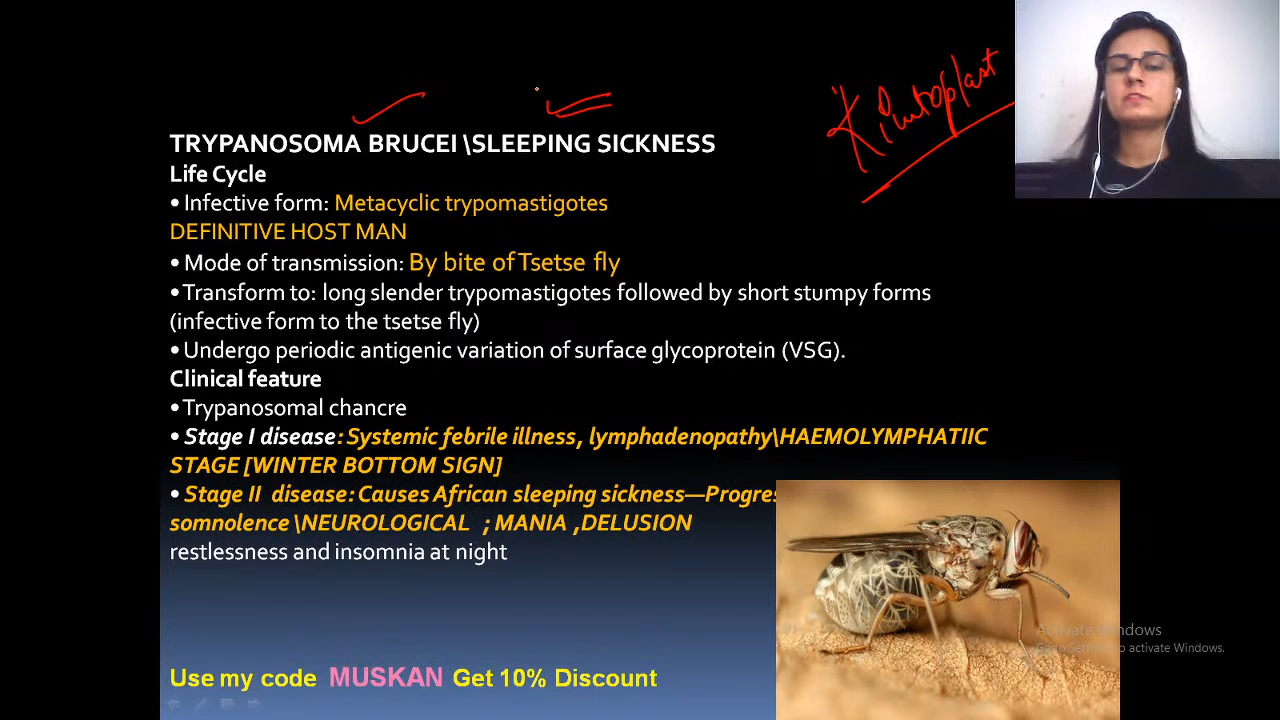 Kinutoplast
TRYPANOSOMA BRUCEI \SLEEPING SICKNESS
Life Cycle
• Infective form: Metacyclic trypomastigotes
DEFINITIVE HOST MAN
• Mode of transmission: By bite of Tsetse fly
• Transform to: long slender trypomastigotes followed by short stumpy forms
(infective form to the tsetse fly)
• Undergo periodic antigenic variation of surface glycoprotein (VSG).
Clinical feature
• Trypanosomal chancre
• Stage I disease: Systemic febrile illness, lymphadenopathy\HAEMOLYMPHATIIC
STAGE [WINTER BOTTOM SIGN]
• Stage II disease: Causes African sleeping sickness—Progres
somnolence \NEUROLOGICAL ; MANIA ,DELUSION
restlessness and insomnia at night
Activate Windows
Go to Settings to activate Windows.
Use my code MUSKAN Get 10% Discount